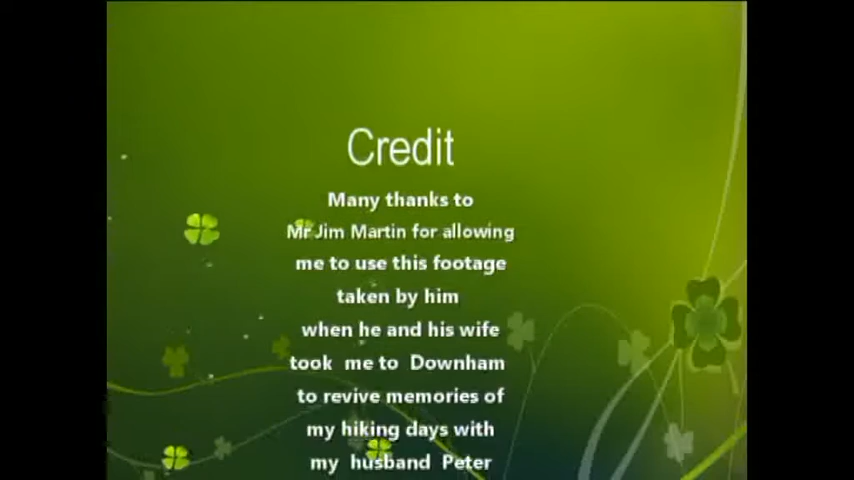 Credit
Many thanks to
Mr Jim Martin for allowing
me to use this footage
taken by him
when he and his wife
took me to Downham
to revive memories of
my hiking days with
my husband Peter